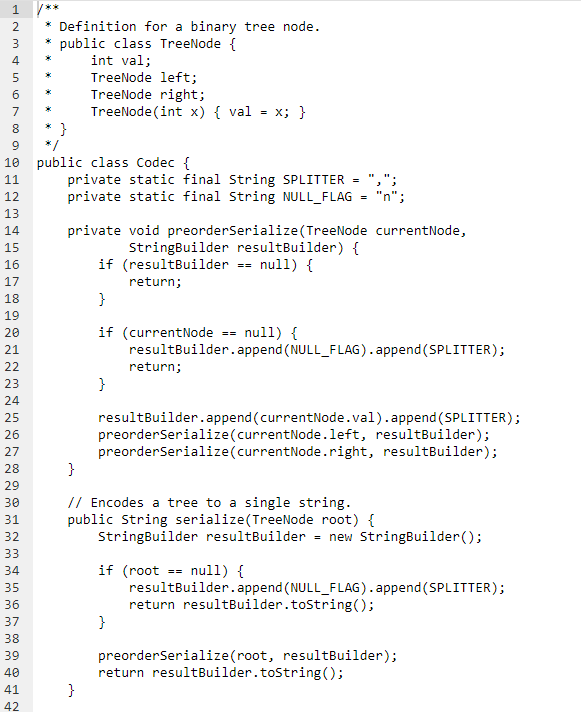 1 /**
2  * Definition for a binary tree node.
3  * public class TreeNode {
4  *     int val;
5  *     TreeNode left;
6  *     TreeNode right;
7  *     TreeNode(int x) { val = x; }
8  * }
9  */
10 public class Codec {
11     private static final String SPLITTER = ",";
12     private static final String NULL_FLAG = "n";
13
14     private void preorderSerialize(TreeNode currentNode,
15             StringBuilder resultBuilder) {
16         if (resultBuilder == null) {
17             return;
18         }
19
20         if (currentNode == null) {
21             resultBuilder.append(NULL_FLAG).append(SPLITTER);
22             return;
23         }
24
25         resultBuilder.append(currentNode.val).append(SPLITTER);
26         preorderSerialize(currentNode.left, resultBuilder);
27         preorderSerialize(currentNode.right, resultBuilder);
28     }
29
30     // Encodes a tree to a single string.
31     public String serialize(TreeNode root) {
32         StringBuilder resultBuilder = new StringBuilder();
33
34         if (root == null) {
35             resultBuilder.append(NULL_FLAG).append(SPLITTER);
36             return resultBuilder.toString();
37         }
38
39         preorderSerialize(root, resultBuilder);
40         return resultBuilder.toString();
41     }
42